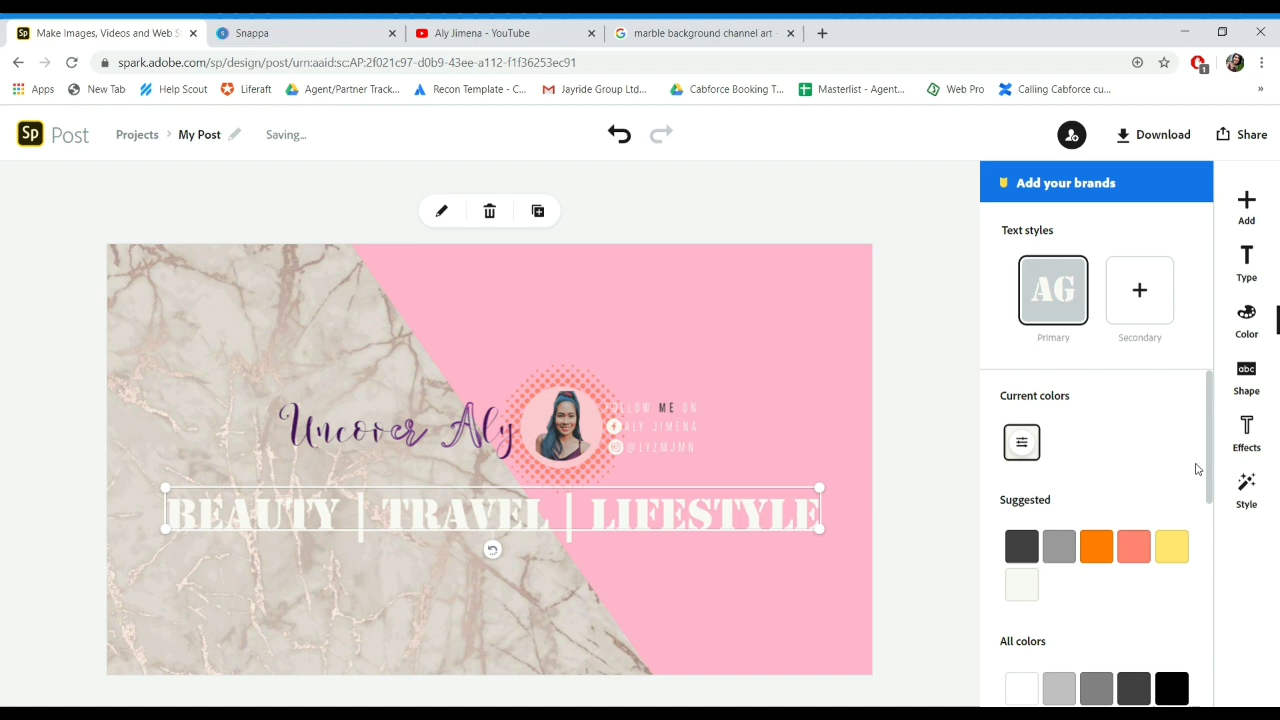 Make Images, Videos and Web S
Snappa
Aly Jimena - YouTube
marble background channel art -
spark.adobe.com/sp/design/post/urn:aaid:sc:AP:2f021c97-d0b9-43ee-a112-f1f36253ec91
Apps
New Tab
Help Scout
Liferaft
Agent/Partner Track...
Recon Template - C...
Jayride Group Ltd...
Cabforce Booking T...
Masterlist - Agent...
Web Pro
Calling Cabforce cu...
»
Sp Post
Projects > My Post
Saving...
Download
Share
Add your brands
Text styles
AG
Primary
Secondary
Current colors
Suggested
All colors
Add
Type
Color
abc
Shape
Effects
Style
Uncover Aly
FOLLOW ME ON
ALY JIMENA
@LYZMJMN
BEAUTY | TRAVEL | LIFESTYLE